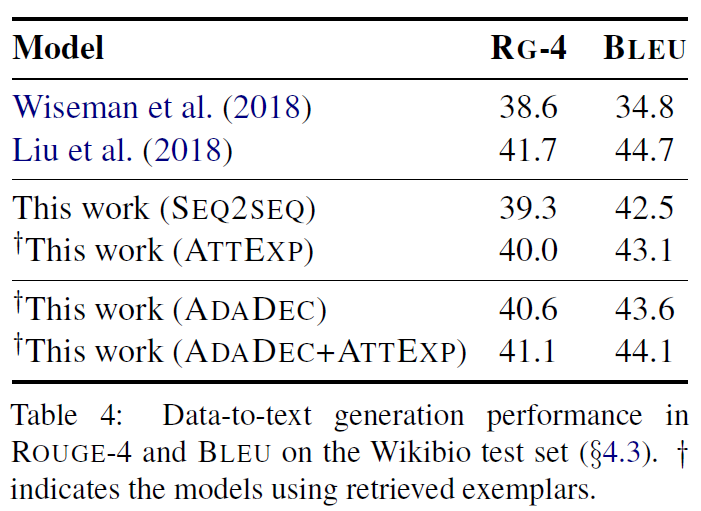 Model RG-4 BLEU
Wiseman et al. (2018) 38.6 34.8
Liu et al. (2018) 41.7 44.7
This work (SEQ2SEQ) 39.3 42.5
†This work (ATTEXP) 40.0 43.1
†This work (ADADEC) 40.6 43.6
†This work (ADADEC+ATTEXP) 41.1 44.1
Table 4: Data-to-text generation performance in
ROUGE-4 and BLEU on the Wikibio test set (§4.3). †
indicates the models using retrieved exemplars.